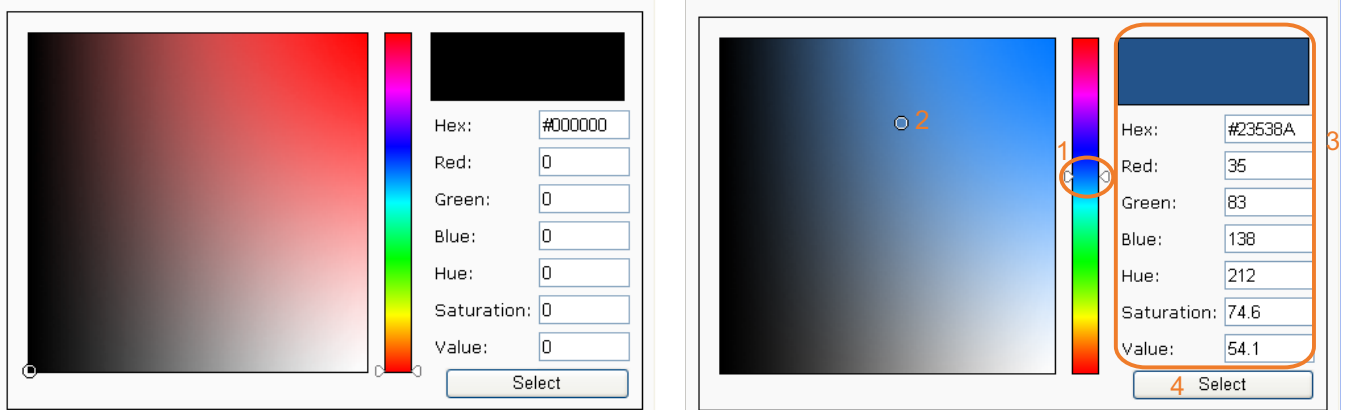 Hex: #000000
Red: 0
Green: 0
Blue: 0
Hue: 0
Saturation: 0
Value: 0
Select
2
1
3
Hex: #23538A
Red: 35
Green: 83
Blue: 138
Hue: 212
Saturation: 74.6
Value: 54.1
4 Select